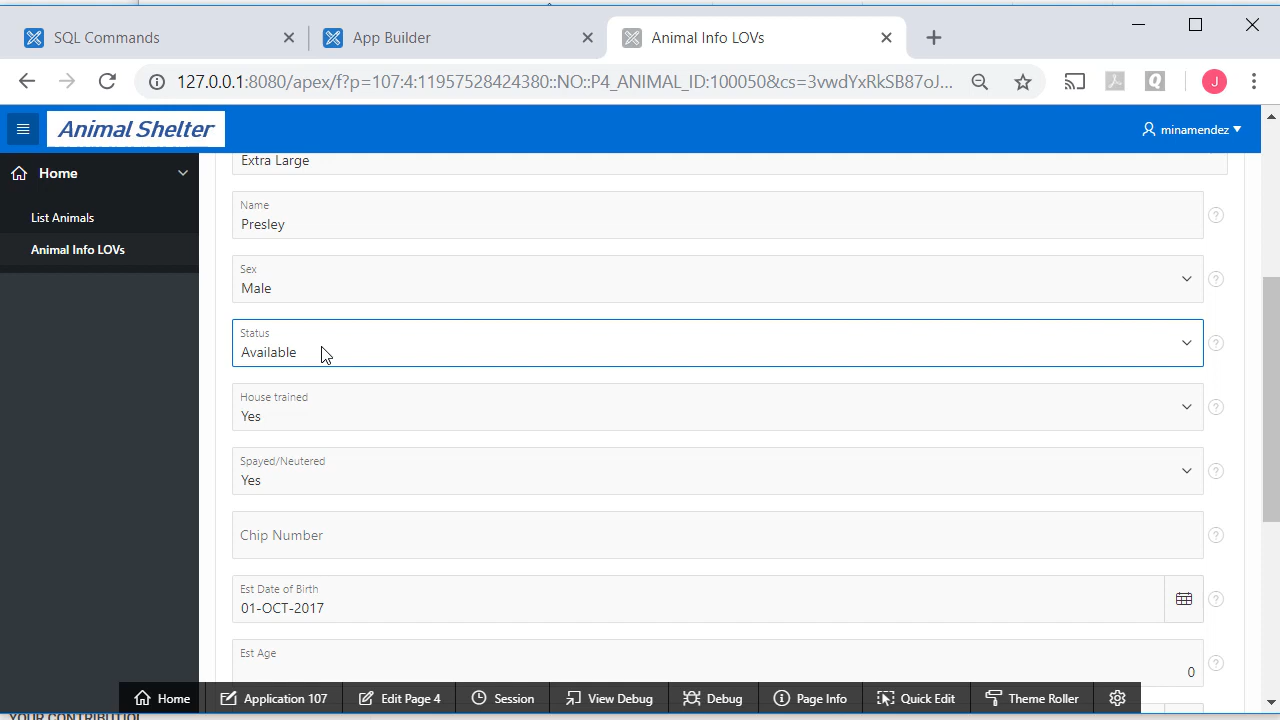 SQL Commands
App Builder
Animal Info LOVs
127.0.0.1:8080/apex/f?p=107:4:11957528424380::NO::P4_ANIMAL_ID:100050&cs=3vwdYxRkSB87oJ...
J
Animal Shelter
minamendez
Home
List Animals
Animal Info LOVs
Extra Large
Name
Presley
Sex
Male
Status
Available
House trained
Yes
Spayed/Neutered
Yes
Chip Number
Est Date of Birth
01-OCT-2017
Est Age
0
Home
Application 107
Edit Page 4
Session
View Debug
Debug
Page Info
Quick Edit
Theme Roller